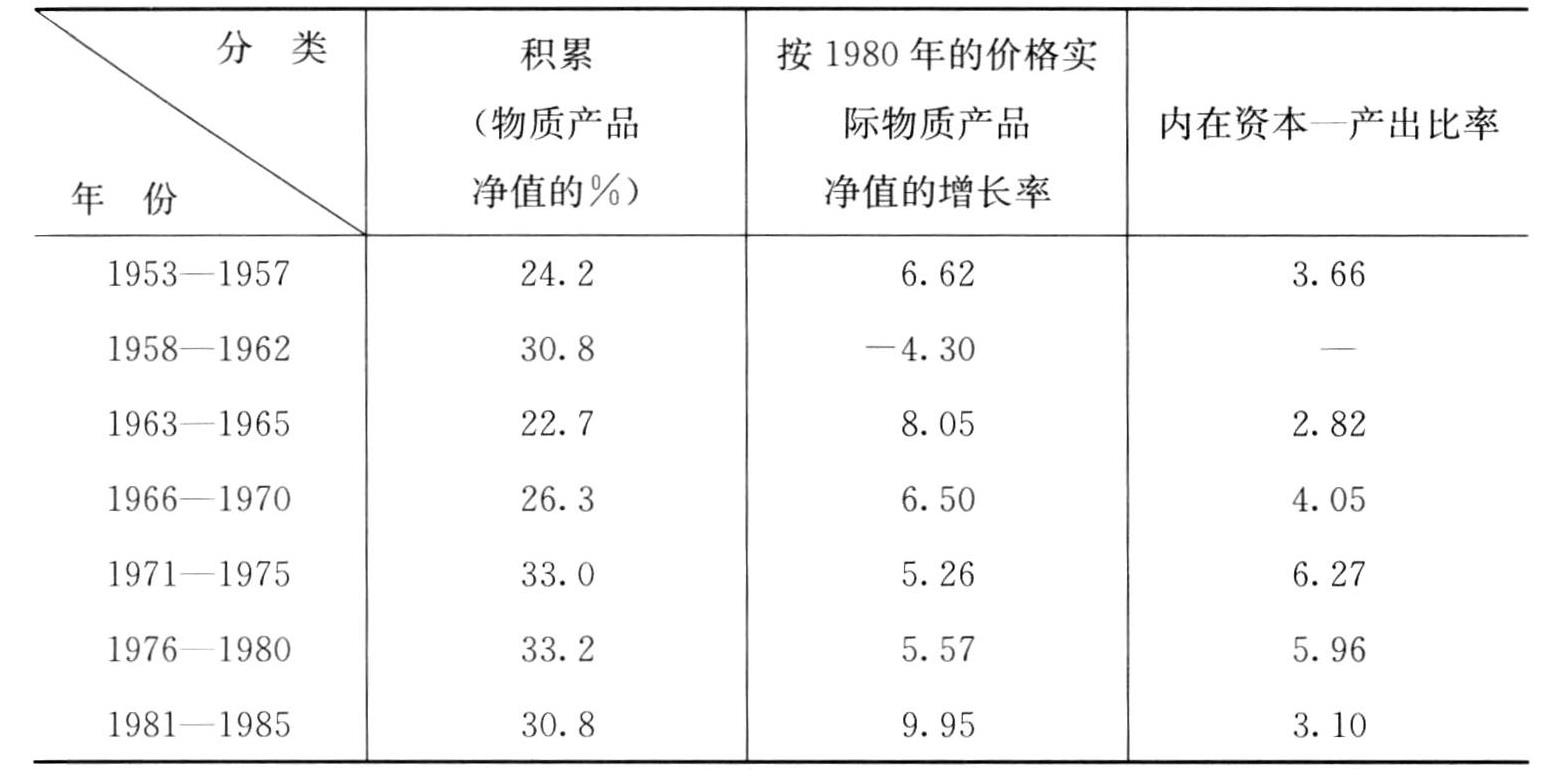 分 类
年 份
积累
(物质产品
净值的%)
按 1980 年的价格实
际物质产品
净值的增长率
内在资本—产出比率
1953—1957 24.2 6.62 3.66
1958—1962 30.8 —4.30 —
1963—1965 22.7 8.05 2.82
1966—1970 26.3 6.50 4.05
1971—1975 33.0 5.26 6.27
1976—1980 33.2 5.57 5.96
1981—1985 30.8 9.95 3.10